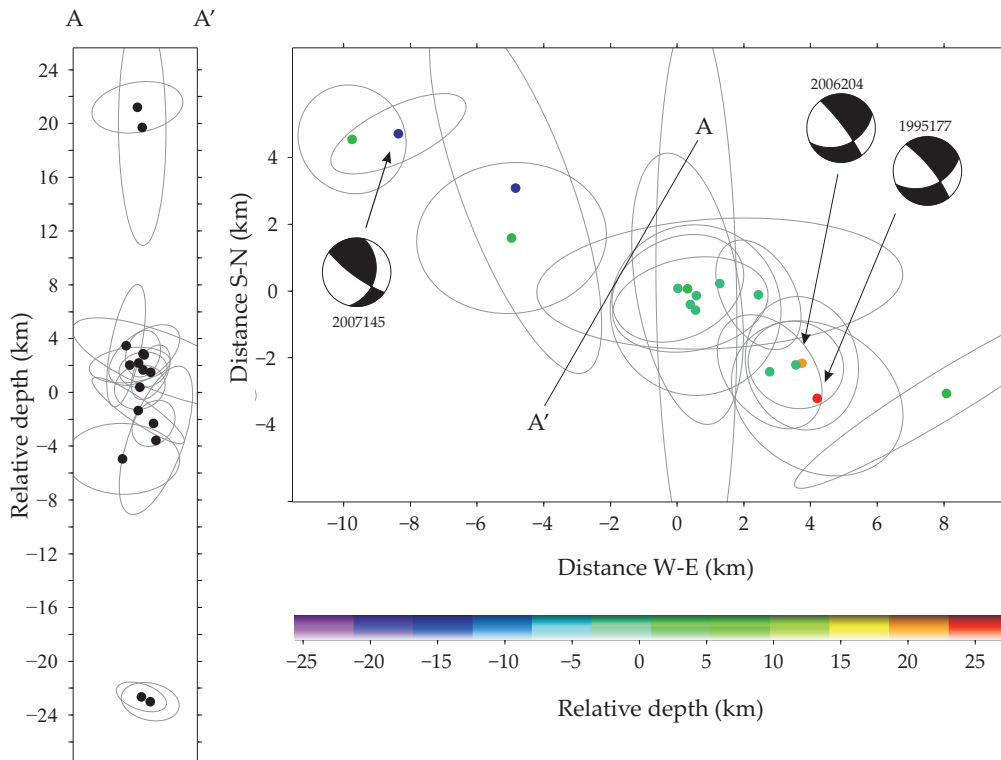 A A′
24
20
16
12
8
4
0
−4
−8
−12
−16
−20
−24
Relative depth (km)
2006204
1995177
2007145
A
A′
4
2
0
−2
−4
Distance S-N (km)
−10 −8 −6 −4 −2 0 2 4 6 8
Distance W-E (km)
−25 −20 −15 −10 −5 0 5 10 15 20 25
Relative depth (km)